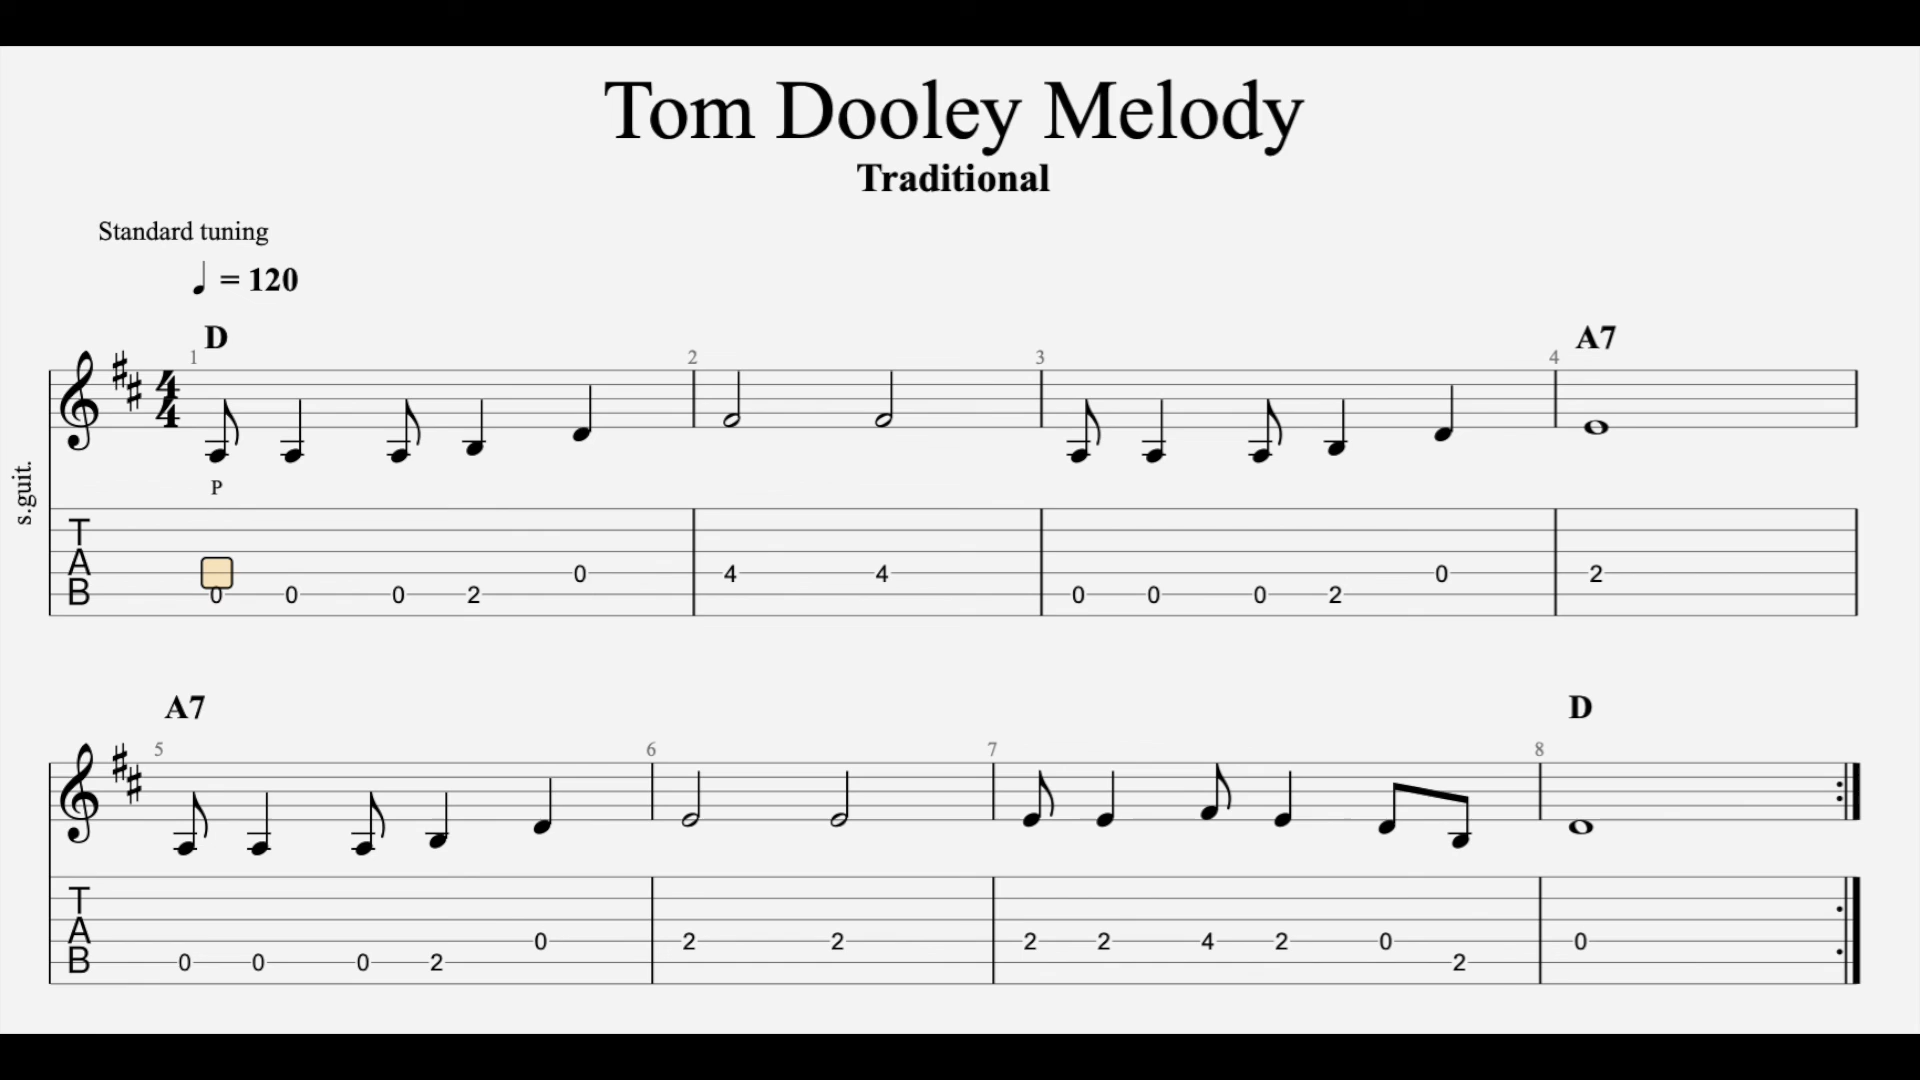 Tom Dooley Melody
Traditional
Standard tuning
= 120
D A7
1 2 3 4
4
4
s.guit.
P
T
A 0 4 4 0 2
B 0 0 0 2 0 0 0 2
A7 D
5 6 7 8
T
A 0 2 2 2 2 4 2 0 0
B 0 0 0 2 2